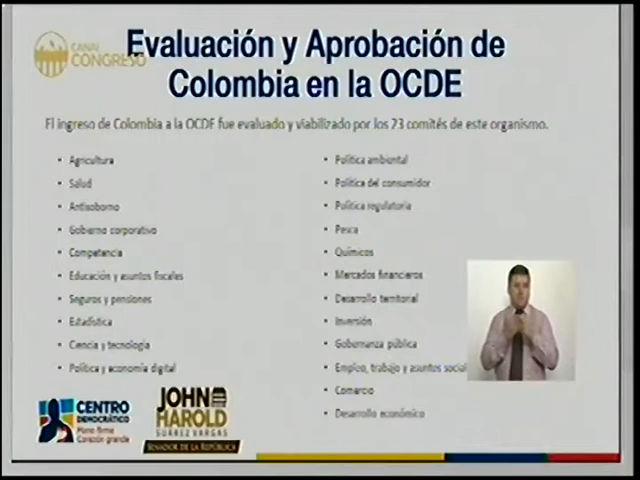 CANAL
CONGRESO
Evaluación y Aprobación de
Colombia en la OCDE
El ingreso de Colombia a la OCDE fue evaluado y viabilizado por los 23 comités de este organismo.
• Agricultura
• Salud
• Antisoborno
• Gobierno corporativo
• Competencia
• Educación y asuntos fiscales
• Seguros y pensiones
• Estadística
• Ciencia y tecnología
• Política y economía digital
• Política ambiental
• Política del consumidor
• Política regulatoria
• Pesca
• Químicos
• Mercados financieros
• Desarrollo territorial
• Inversión
• Gobernanza pública
• Empleo, trabajo y asuntos social
• Comercio
• Desarrollo económico
CENTRO
DEMOCRÁTICO
Mano firme
Corazón grande
JOHN
HAROLD
SUÁREZ VARGAS
SENADOR DE LA REPÚBLICA